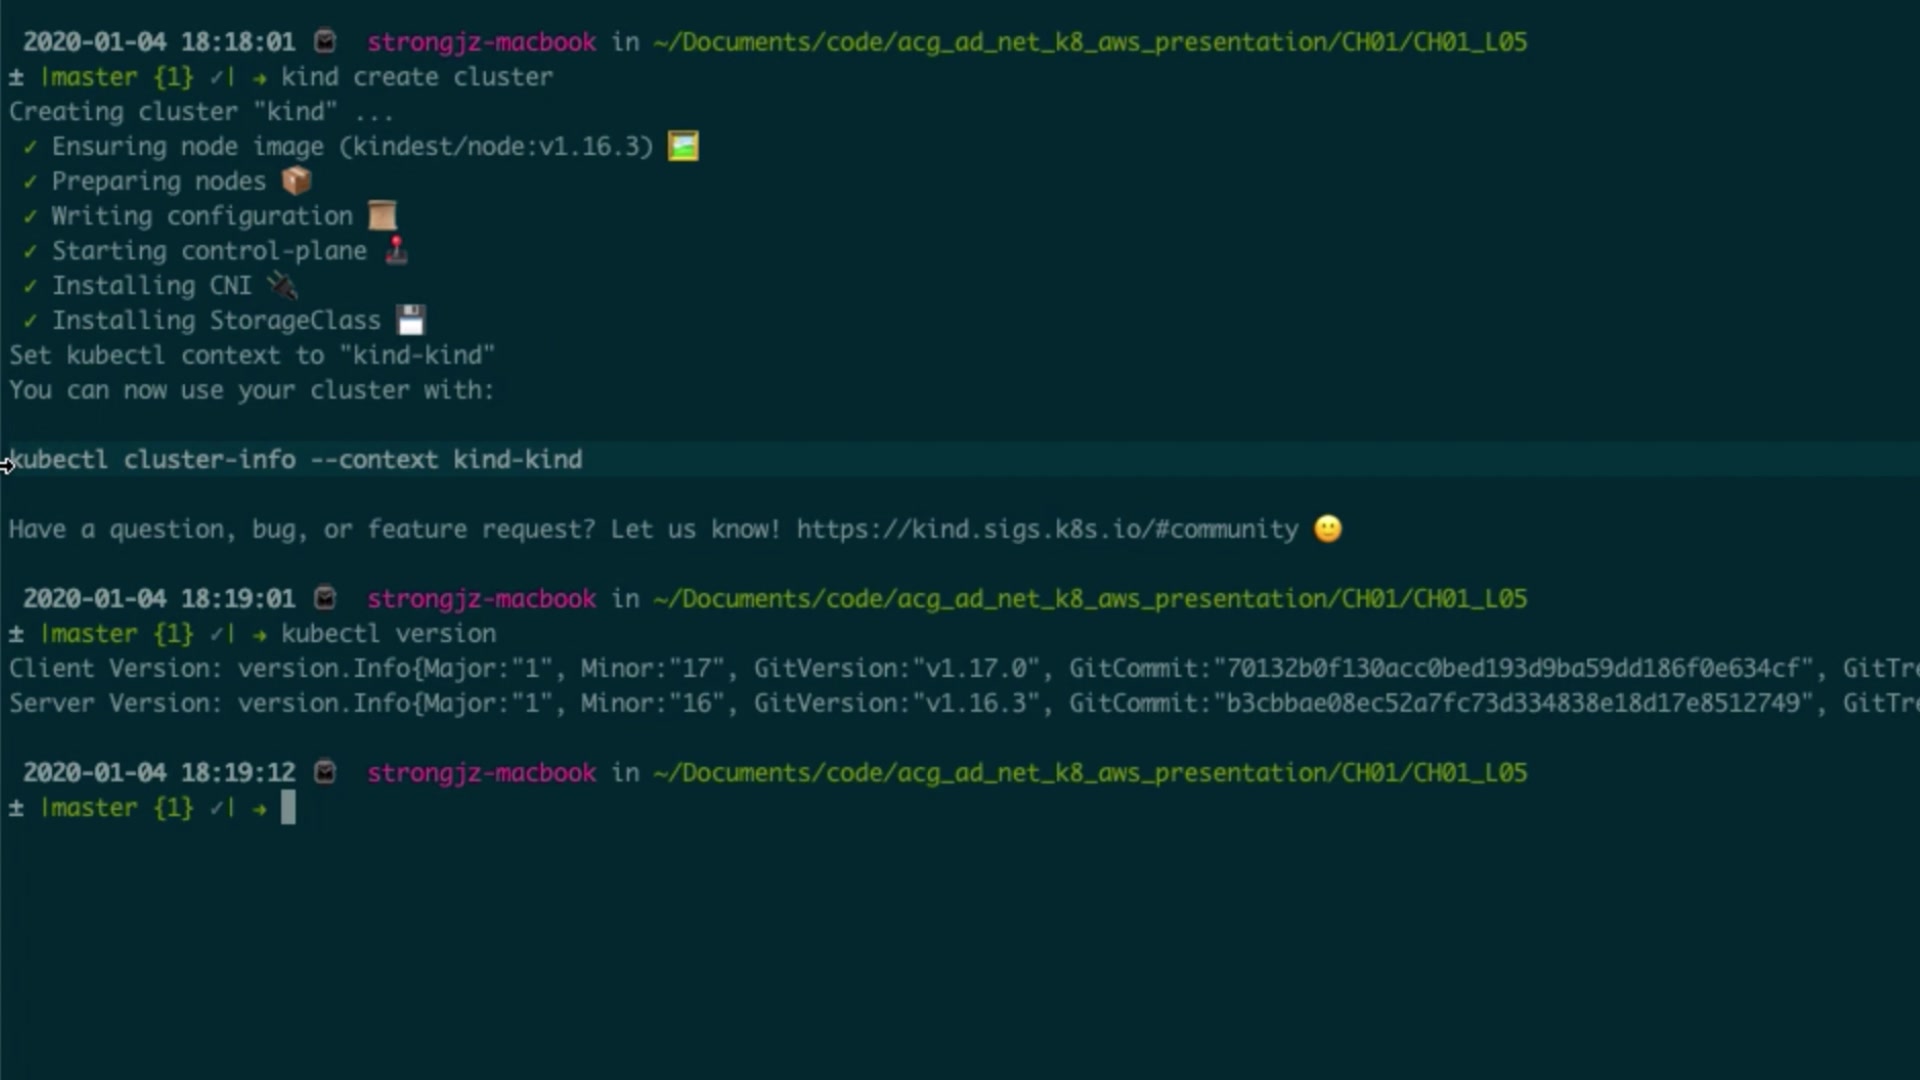 2020-01-04 18:18:01 strongjz-macbook in ~/Documents/code/acg_ad_net_k8_aws_presentation/CH01/CH01_L05
± |master {1} ✓| → kind create cluster
Creating cluster "kind" ...
✓ Ensuring node image (kindest/node:v1.16.3) 🖼
✓ Preparing nodes 📦
✓ Writing configuration 📜
✓ Starting control-plane 🕹
✓ Installing CNI 🔌
✓ Installing StorageClass 💾
Set kubectl context to "kind-kind"
You can now use your cluster with:
kubectl cluster-info --context kind-kind
Have a question, bug, or feature request? Let us know! https://kind.sigs.k8s.io/#community 🙂
2020-01-04 18:19:01 strongjz-macbook in ~/Documents/code/acg_ad_net_k8_aws_presentation/CH01/CH01_L05
± |master {1} ✓| → kubectl version
Client Version: version.Info{Major:"1", Minor:"17", GitVersion:"v1.17.0", GitCommit:"70132b0f130acc0bed193d9ba59dd186f0e634cf", GitTre
Server Version: version.Info{Major:"1", Minor:"16", GitVersion:"v1.16.3", GitCommit:"b3cbbae08ec52a7fc73d334838e18d17e8512749", GitTre
2020-01-04 18:19:12 strongjz-macbook in ~/Documents/code/acg_ad_net_k8_aws_presentation/CH01/CH01_L05
± |master {1} ✓| →